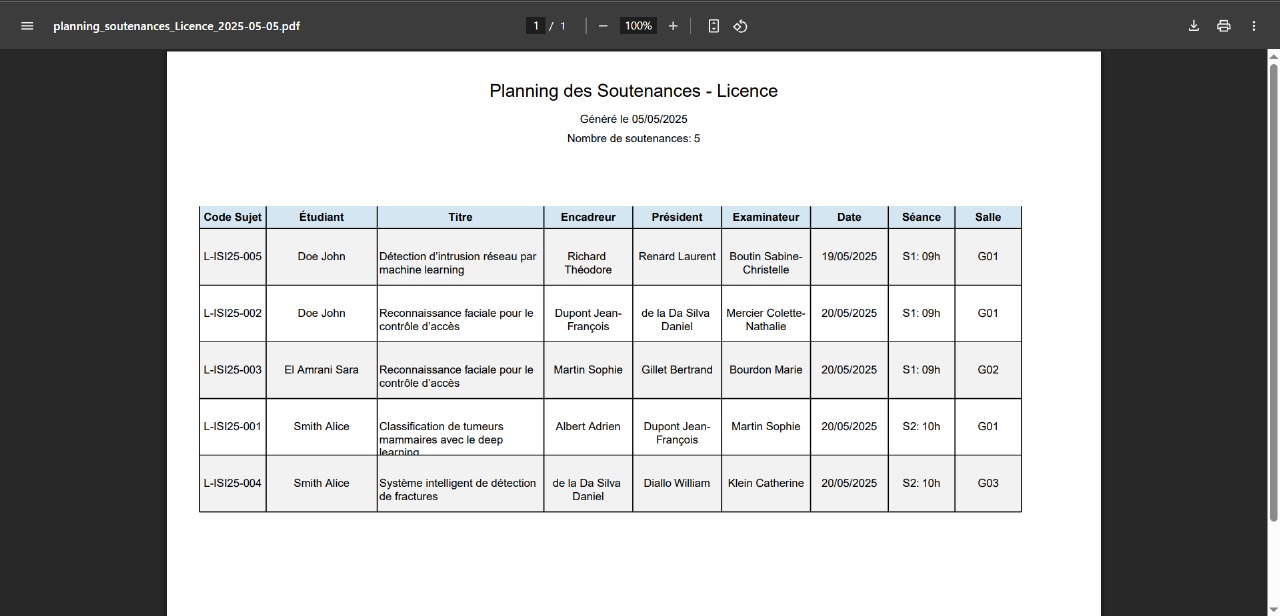 planning_soutenances_Licence_2025-05-05.pdf
1 / 1
100%
Planning des Soutenances - Licence
Généré le 05/05/2025
Nombre de soutenances: 5
Code Sujet Étudiant Titre Encadreur Président Examinateur Date Séance Salle
L-ISI25-005 Doe John Détection d'intrusion réseau par Richard Renard Laurent Boutin Sabine- 19/05/2025 S1: 09h G01
machine learning Théodore Christelle
L-ISI25-002 Doe John Reconnaissance faciale pour le Dupont Jean- de la Da Silva Mercier Colette- 20/05/2025 S1: 09h G01
contrôle d'accès François Daniel Nathalie
L-ISI25-003 El Amrani Sara Reconnaissance faciale pour le Martin Sophie Gillet Bertrand Bourdon Marie 20/05/2025 S1: 09h G02
contrôle d'accès
L-ISI25-001 Smith Alice Classification de tumeurs Albert Adrien Dupont Jean- Martin Sophie 20/05/2025 S2: 10h G01
mammaires avec le deep François
learning
L-ISI25-004 Smith Alice Système intelligent de détection de la Da Silva Diallo William Klein Catherine 20/05/2025 S2: 10h G03
de fractures Daniel